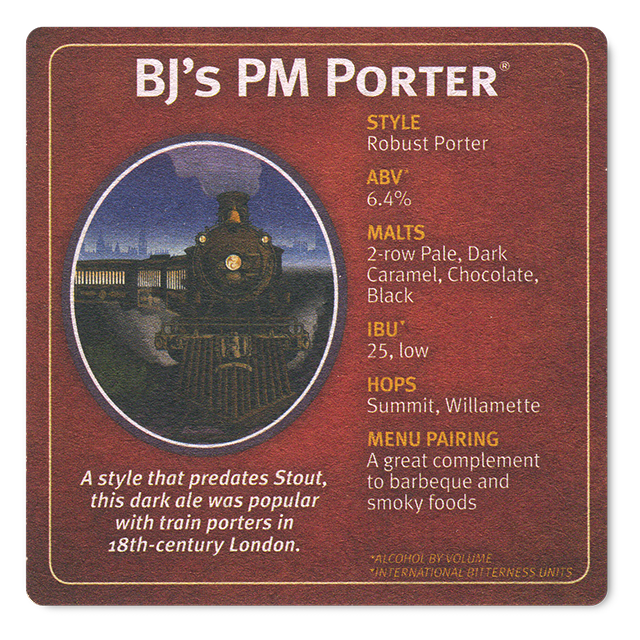 BJ's PM Porter®
A style that predates Stout,
this dark ale was popular
with train porters in
18th-century London.
STYLE
Robust Porter
ABV*
6.4%
MALTS
2-row Pale, Dark
Caramel, Chocolate,
Black
IBU*
25, low
HOPS
Summit, Willamette
MENU PAIRING
A great complement
to barbeque and
smoky foods
*ALCOHOL BY VOLUME
*INTERNATIONAL BITTERNESS UNITS